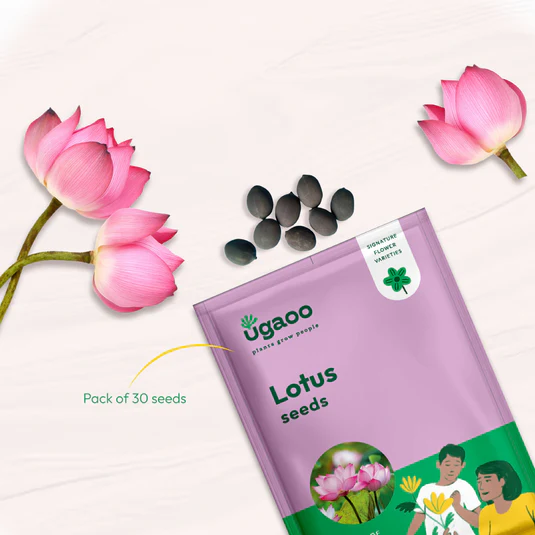 SIGNATURE
FLOWER
VARIETIES
ugaoo
plants grow people
Lotus
seeds
Pack of 30 seeds